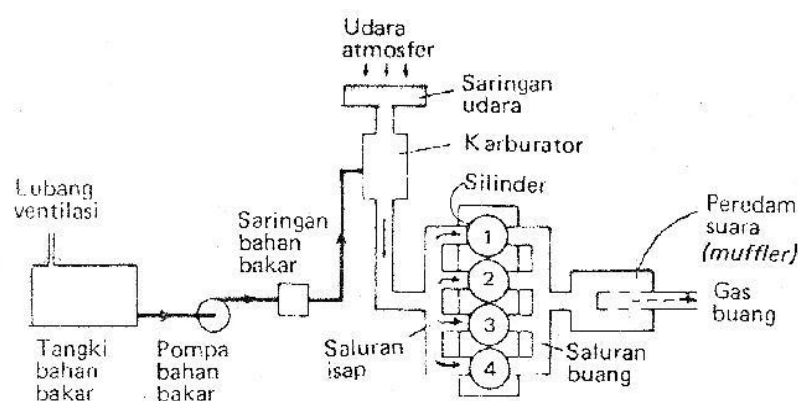 Udara
atmosfer
Saringan
udara
Karburator
Lubang
ventilasi
Saringan
bahan
bakar
Silinder
Peredam
suara
(muffler)
1
2
3
4
Gas
buang
Tangki
bahan
bakar
Pompa
bahan
bakar
Saluran
isap
Saluran
buang